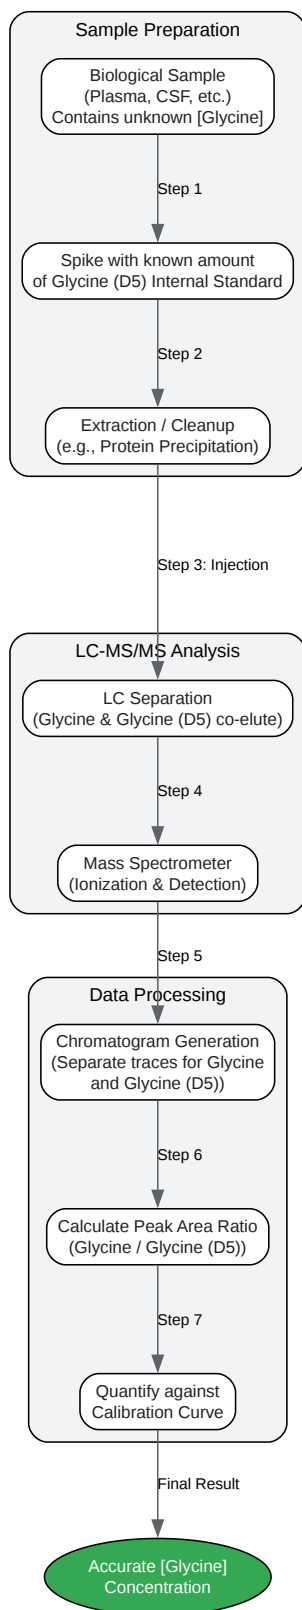 Sample Preparation
Biological Sample
(Plasma, CSF, etc.)
Contains unknown [Glycine]
Step 1
Spike with known amount
of Glycine (D5) Internal Standard
Step 2
Extraction / Cleanup
(e.g., Protein Precipitation)
Step 3: Injection
LC-MS/MS Analysis
LC Separation
(Glycine & Glycine (D5) co-elute)
Step 4
Mass Spectrometer
(Ionization & Detection)
Step 5
Data Processing
Chromatogram Generation
(Separate traces for Glycine
and Glycine (D5))
Step 6
Calculate Peak Area Ratio
(Glycine / Glycine (D5))
Step 7
Quantify against
Calibration Curve
Final Result
Accurate [Glycine]
Concentration